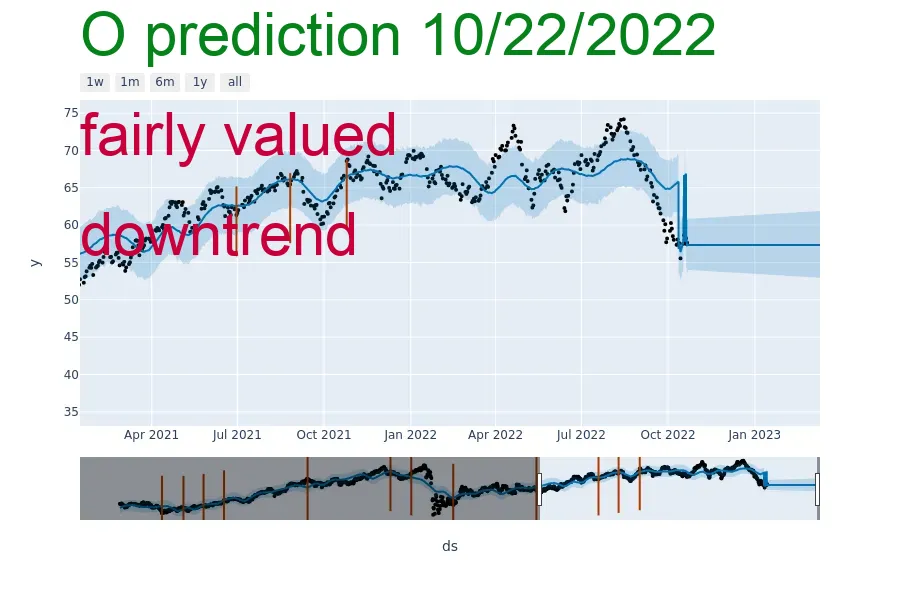 O prediction 10/22/2022
1w 1m 6m 1y all
75
fairly valued
70
65
60
downtrend
55
50
45
40
35
y
Apr 2021 Jul 2021 Oct 2021 Jan 2022 Apr 2022 Jul 2022 Oct 2022 Jan 2023
ds